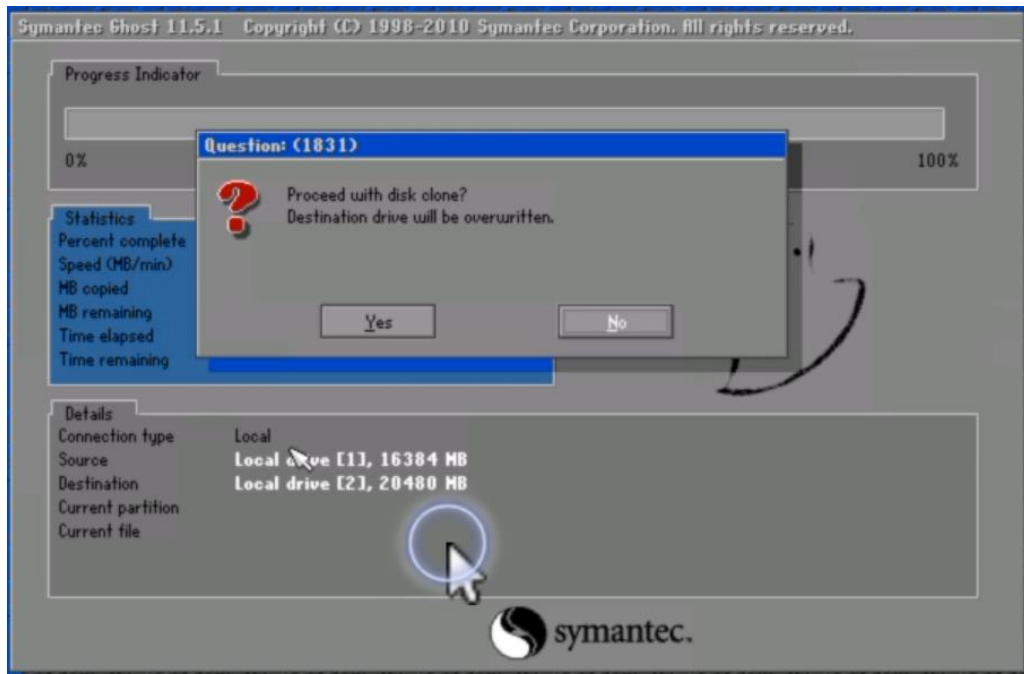 Symantec Ghost 11.5.1 Copyright (C) 1998-2010 Symantec Corporation. All rights reserved.
Progress Indicator
0%
100%
Question: (1831)
Proceed with disk clone?
Destination drive will be overwritten.
Yes
No
Statistics
Percent complete
Speed (MB/min)
MB copied
MB remaining
Time elapsed
Time remaining
Details
Connection type Local
Source Local drive [1], 16384 MB
Destination Local drive [2], 20480 MB
Current partition
Current file
symantec.